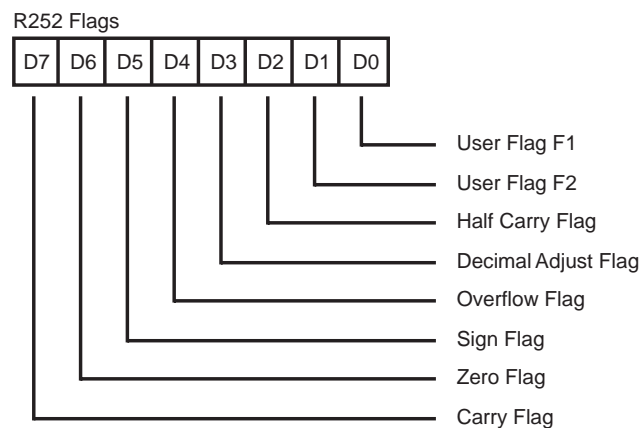 R252 Flags
D7 D6 D5 D4 D3 D2 D1 D0
User Flag F1
User Flag F2
Half Carry Flag
Decimal Adjust Flag
Overflow Flag
Sign Flag
Zero Flag
Carry Flag